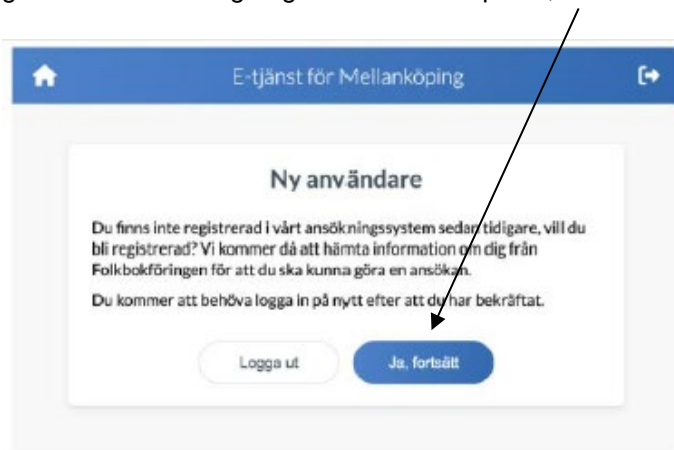 E-tjänst för Mellanköping
Ny användare
Du finns inte registrerad i vårt ansökningssystem sedan tidigare, vill du
bli registrerad? Vi kommer då att hämta information om dig från
Folkbokföringen för att du ska kunna göra en ansökan.
Du kommer att behöva logga in på nytt efter att du har bekräftat.
Logga ut
Ja, fortsätt